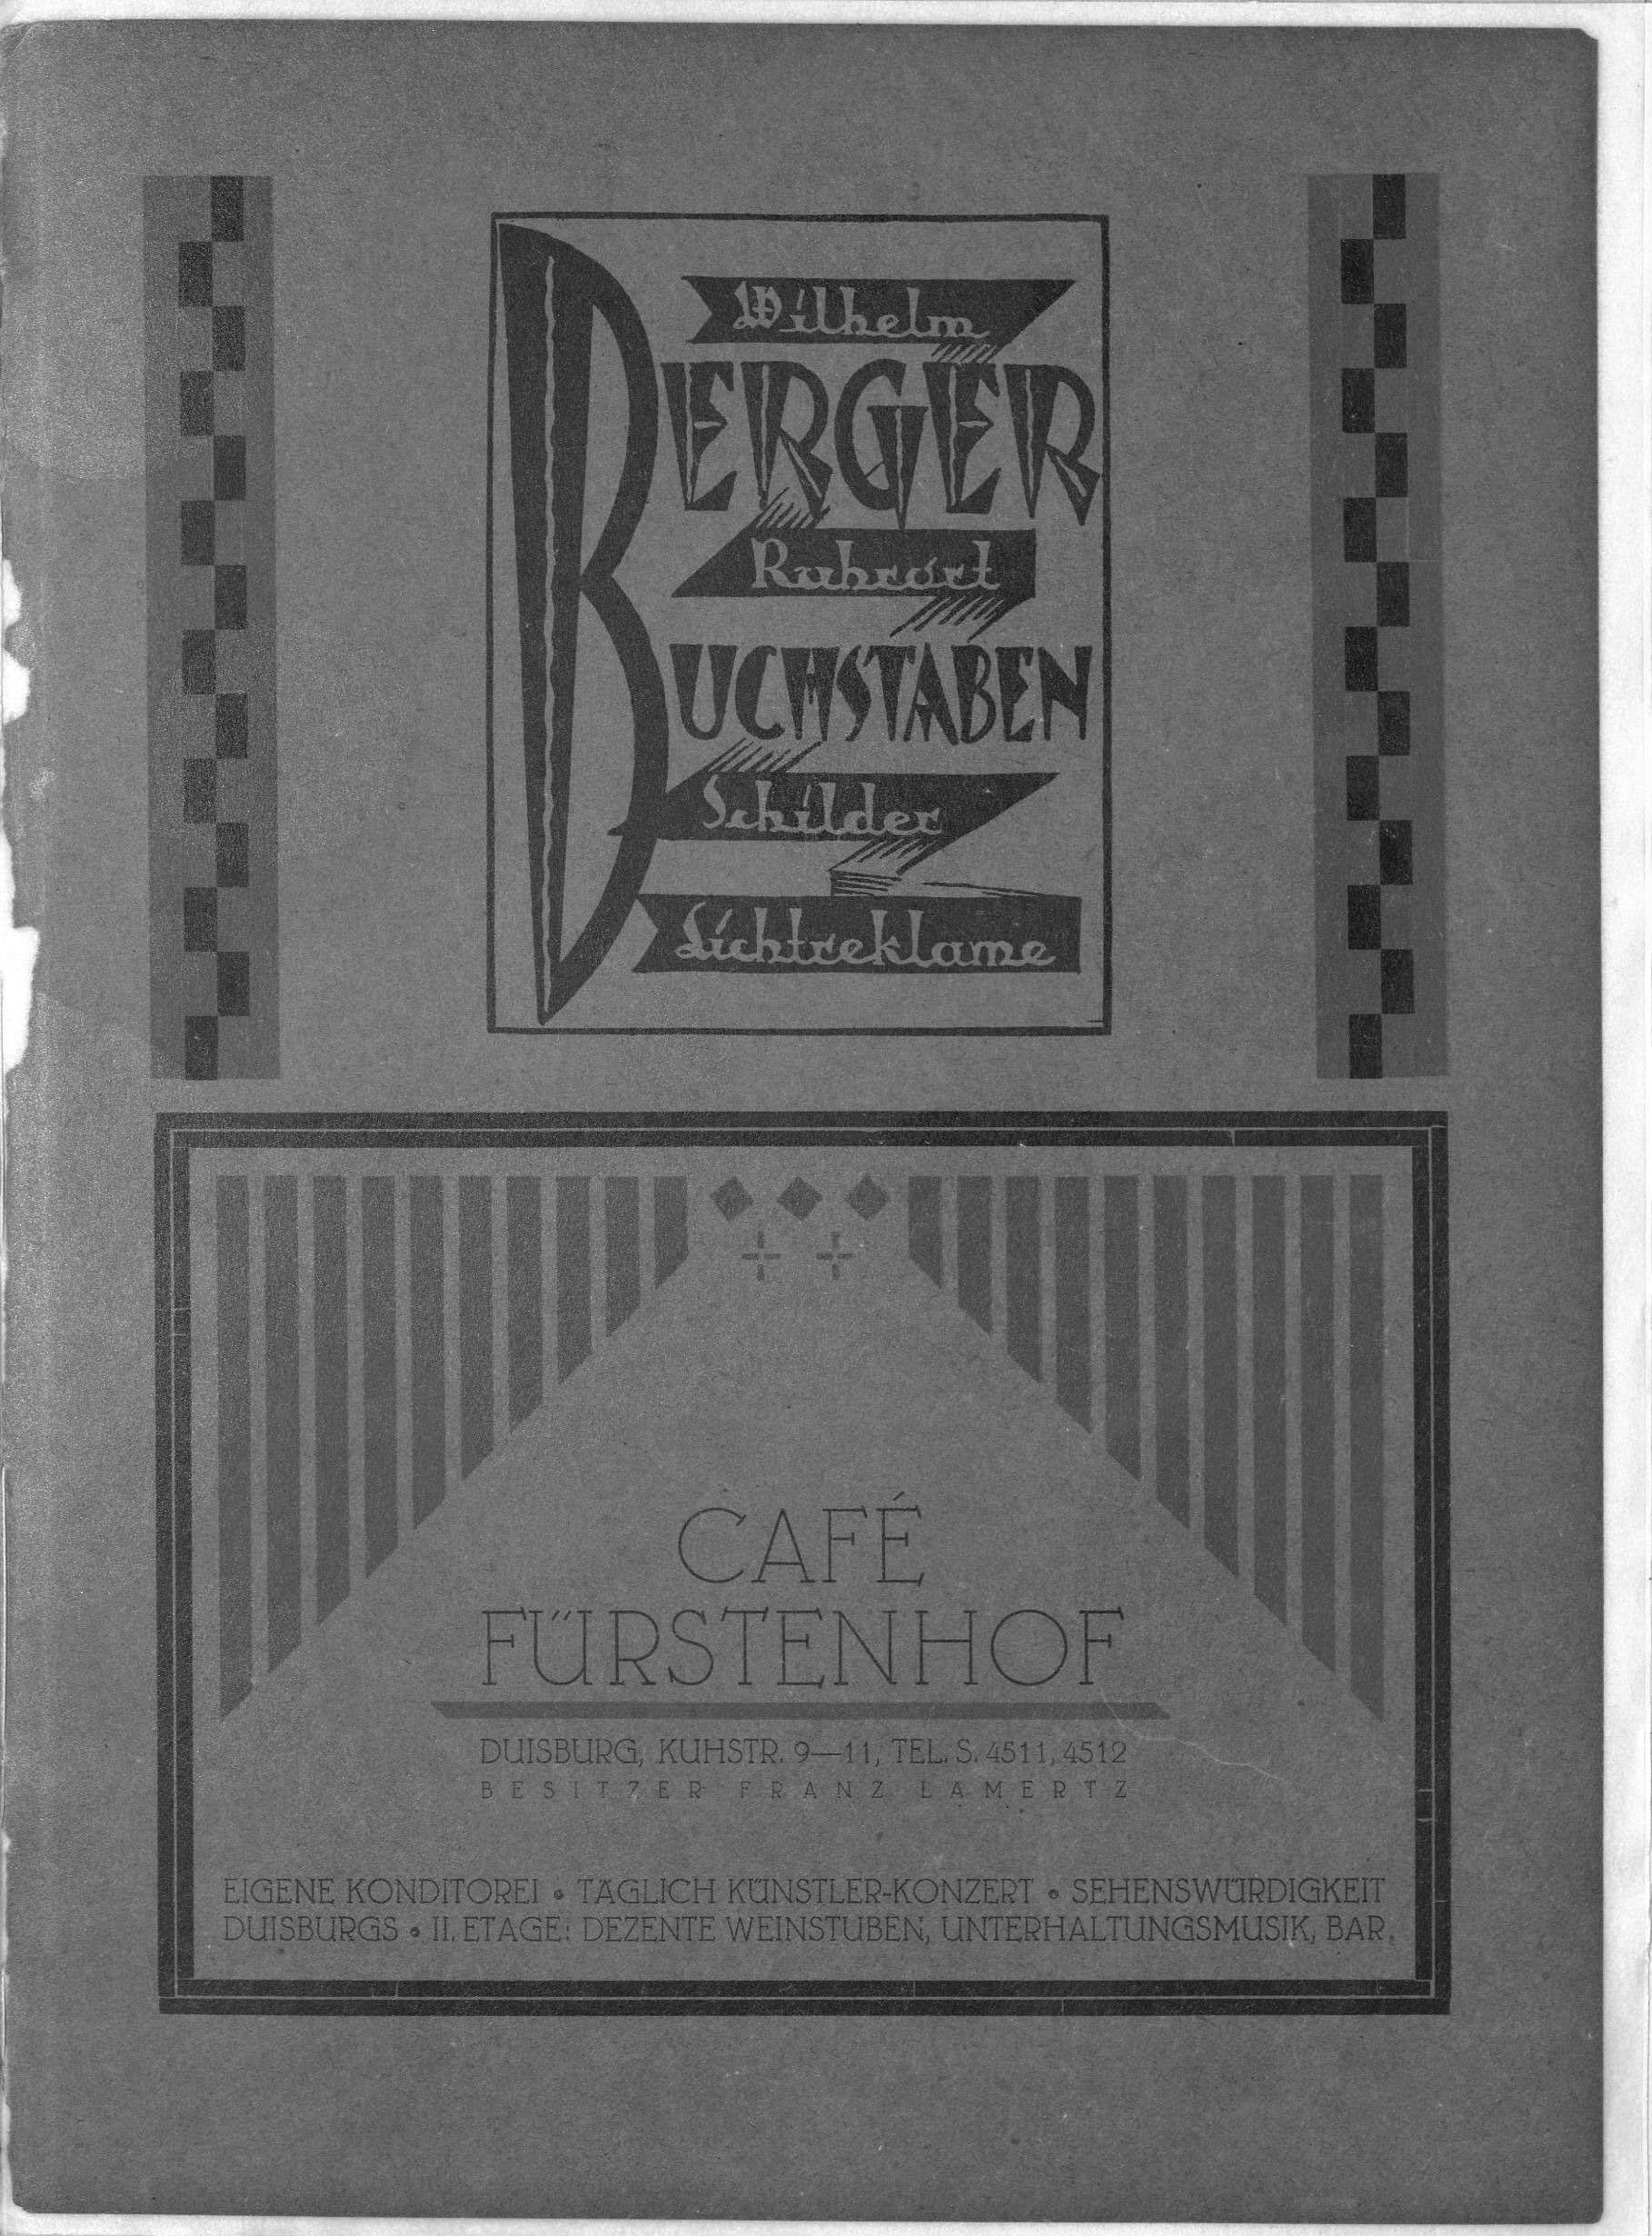 Wilhelm
BERGER
Ruhrort
BUCHSTABEN
Schilder
Lichtreklame
CAFÉ
FÜRSTENHOF
DUISBURG, KUHSTR. 9—11, TEL. S. 4511, 4512
BESITZER FRANZ LAMERTZ
EIGENE KONDITOREI • TÄGLICH KÜNSTLER-KONZERT • SEHENSWÜRDIGKEIT
DUISBURGS • II. ETAGE: DEZENTE WEINSTUBEN, UNTERHALTUNGSMUSIK, BAR.